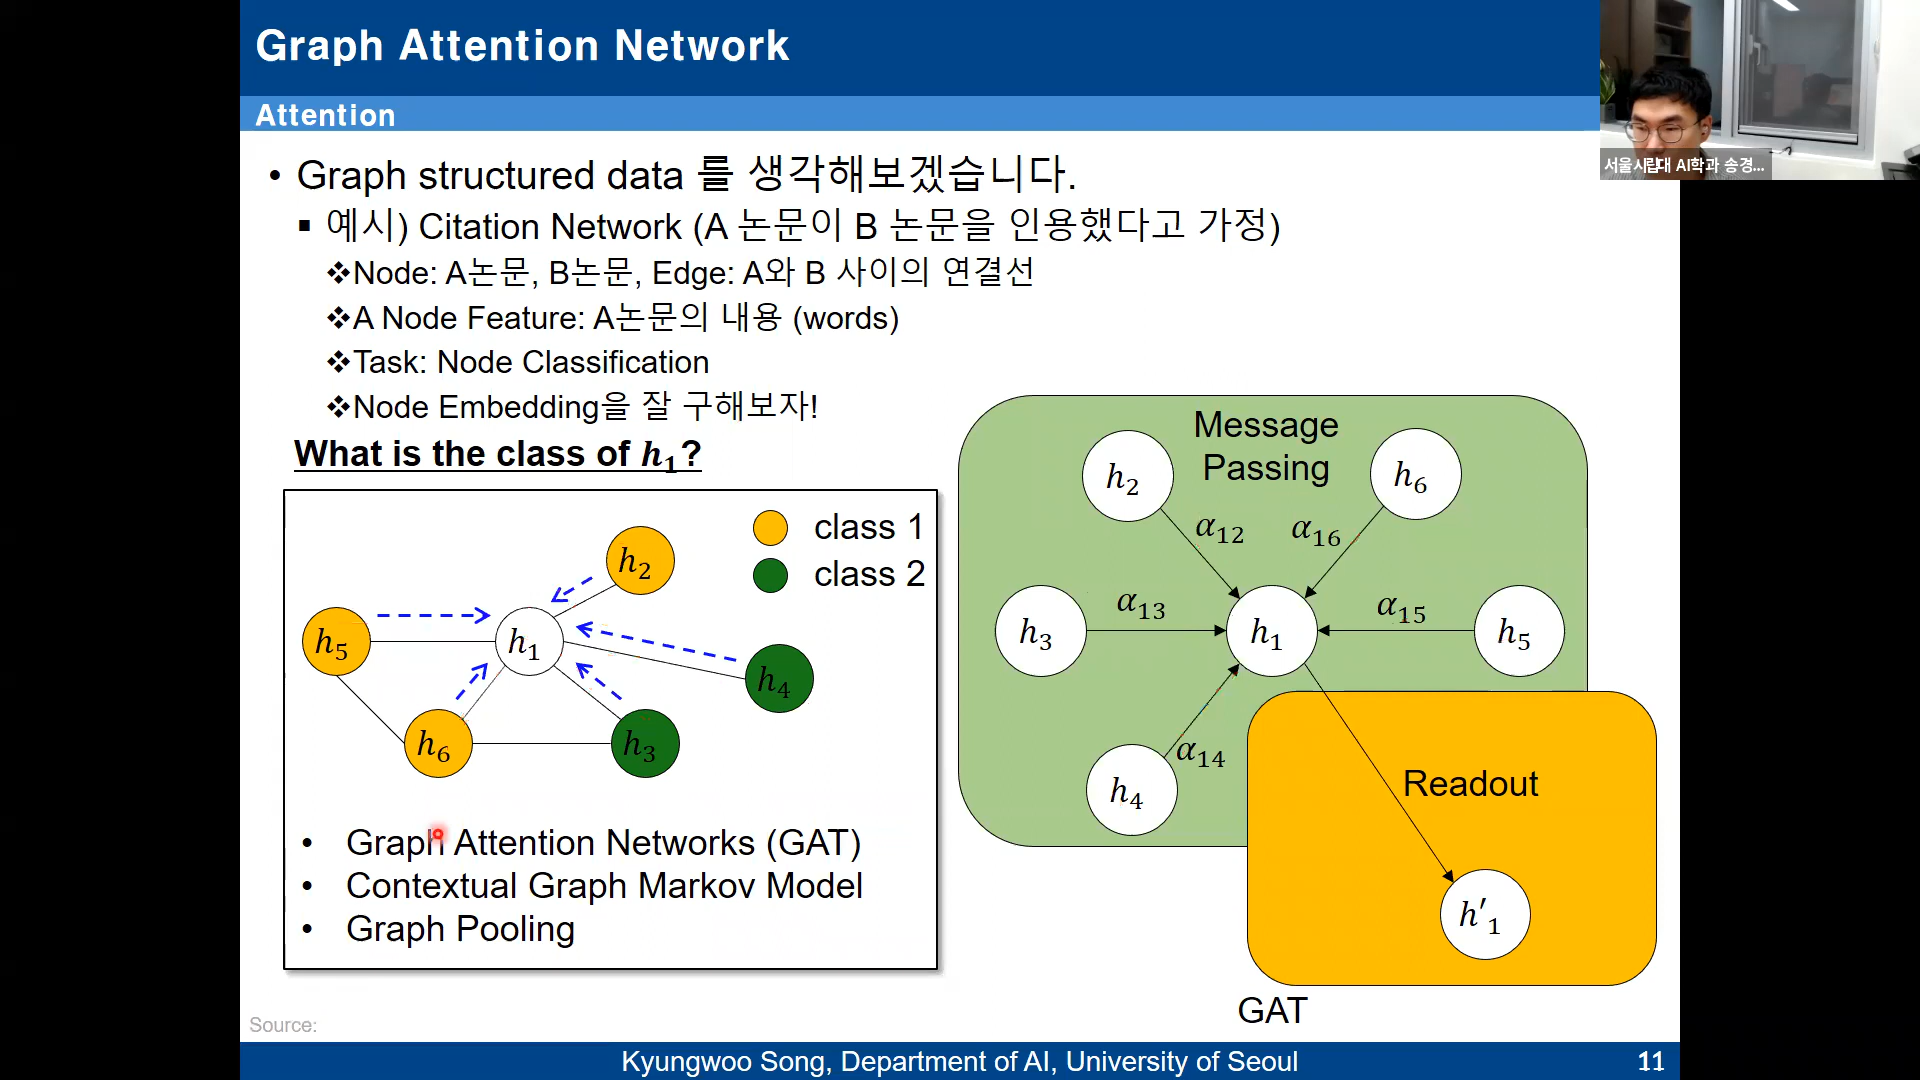 Graph Attention Network
Attention
서울시립대 AI학과 송경...
• Graph structured data 를 생각해보겠습니다.
▪ 예시) Citation Network (A 논문이 B 논문을 인용했다고 가정)
❖Node: A논문, B논문, Edge: A와 B 사이의 연결선
❖A Node Feature: A논문의 내용 (words)
❖Task: Node Classification
❖Node Embedding을 잘 구해보자!
What is the class of h₁?
class 1
class 2
h₂
h₅
h₁
h₄
h₆
h₃
• Graph Attention Networks (GAT)
• Contextual Graph Markov Model
• Graph Pooling
Message
Passing
h₂
h₆
α₁₂
α₁₆
h₃
α₁₃
h₁
α₁₅
h₅
α₁₄
h₄
Readout
h′₁
GAT
Source:
Kyungwoo Song, Department of AI, University of Seoul
11